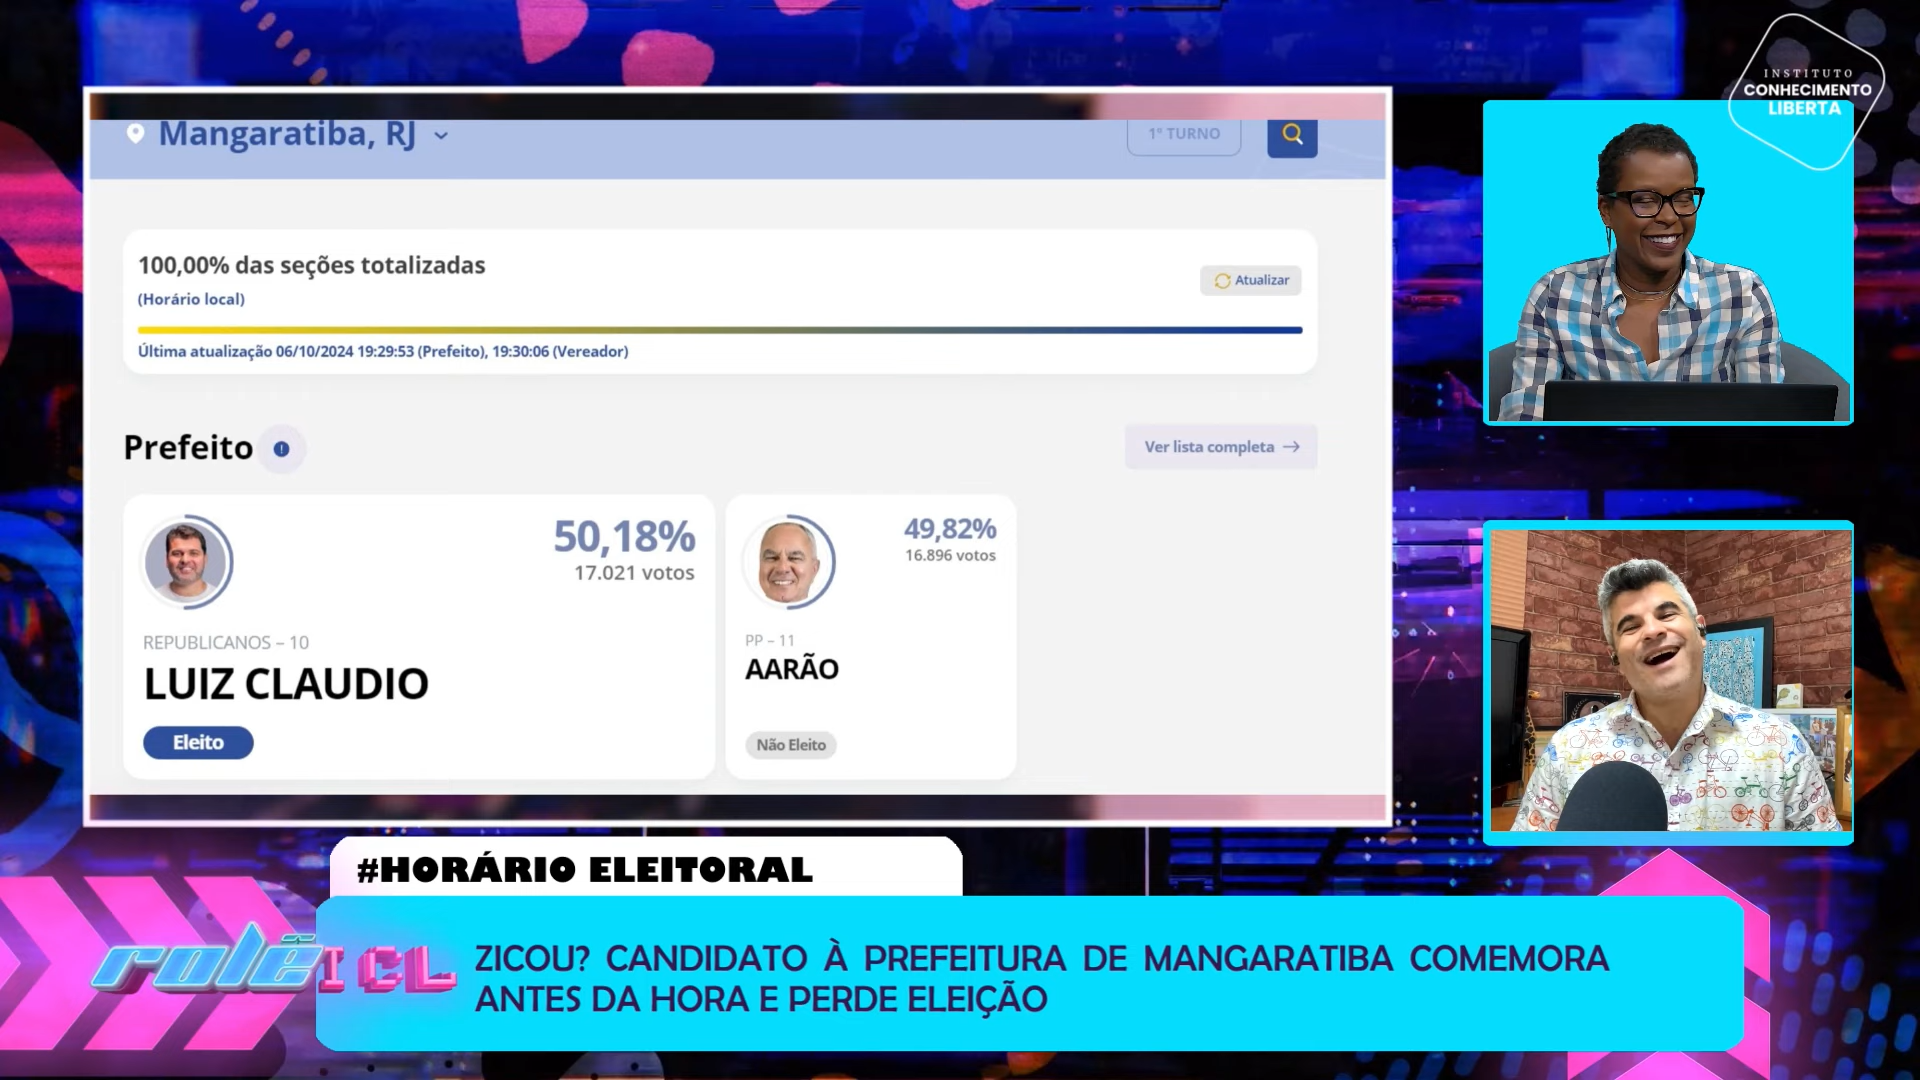 INSTITUTO
CONHECIMENTO
LIBERTA
Mangaratiba, RJ
1º TURNO
100,00% das seções totalizadas
(Horário local)
Atualizar
Última atualização 06/10/2024 19:29:53 (Prefeito), 19:30:06 (Vereador)
Prefeito
Ver lista completa
50,18%
17.021 votos
REPUBLICANOS – 10
LUIZ CLAUDIO
Eleito
49,82%
16.896 votos
PP – 11
AARÃO
Não Eleito
#HORÁRIO ELEITORAL
rolê ICL
ZICOU? CANDIDATO À PREFEITURA DE MANGARATIBA COMEMORA
ANTES DA HORA E PERDE ELEIÇÃO